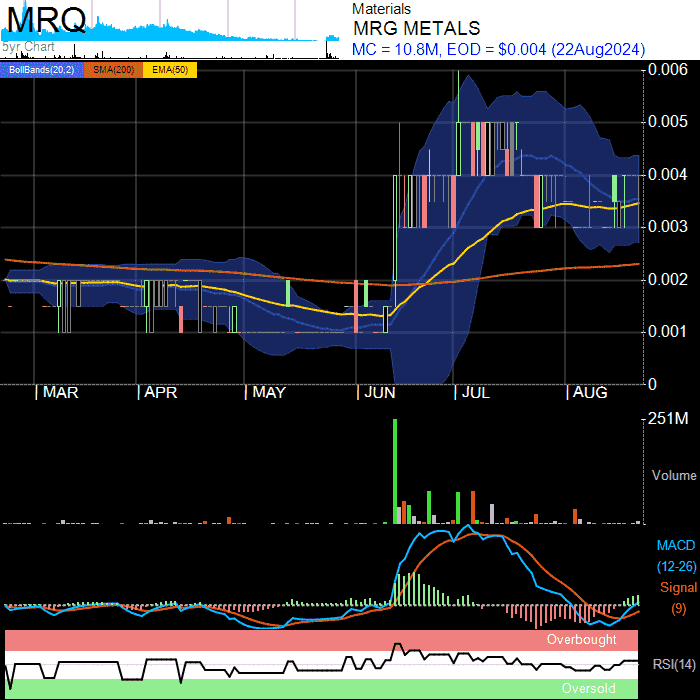 MRQ
5yr Chart
Materials
MRG METALS
MC = 10.8M, EOD = $0.004 (22Aug2024)
BollBands(20,2) SMA(200) EMA(50)
0.006
0.005
0.004
0.003
0.002
0.001
0
| MAR | APR | MAY | JUN | JUL | AUG
251M
Volume
MACD
(12-26)
Signal
(9)
Overbought
RSI(14)
Oversold